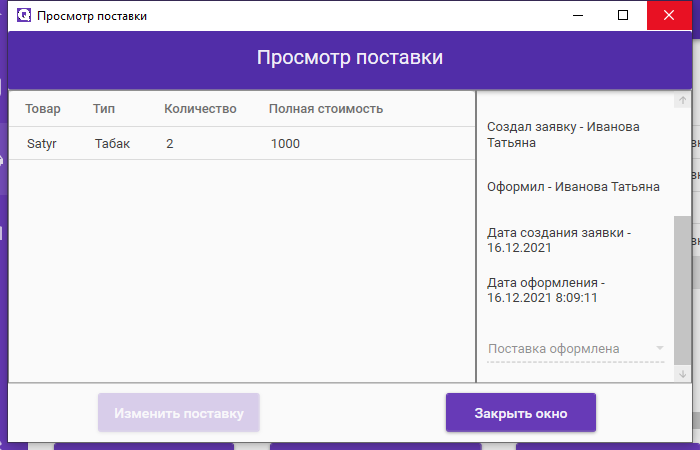 Просмотр поставки
Просмотр поставки
Товар Тип Количество Полная стоимость
Satyr Табак 2 1000
Создал заявку - Иванова
Татьяна
Оформил - Иванова Татьяна
Дата создания заявки -
16.12.2021
Дата оформления -
16.12.2021 8:09:11
Поставка оформлена
Изменить поставку
Закрыть окно